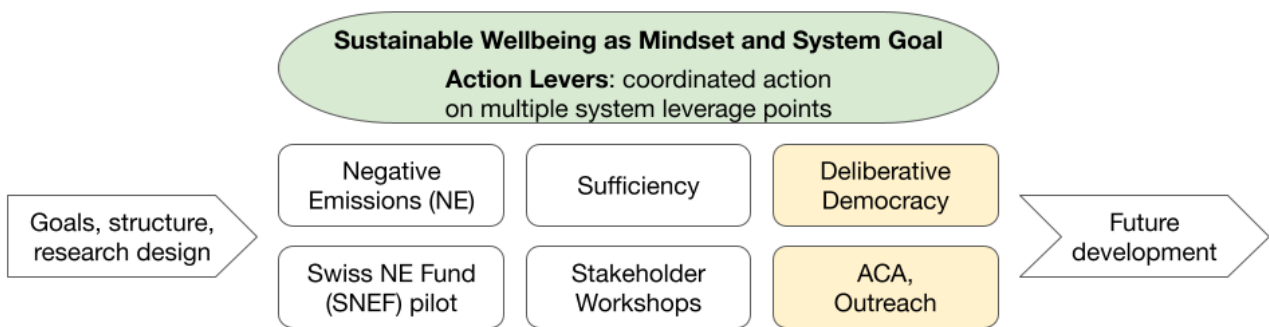 Sustainable Wellbeing as Mindset and System Goal
Action Levers: coordinated action
on multiple system leverage points
Goals, structure,
research design
Negative
Emissions (NE)
Sufficiency
Deliberative
Democracy
Swiss NE Fund
(SNEF) pilot
Stakeholder
Workshops
ACA,
Outreach
Future
development